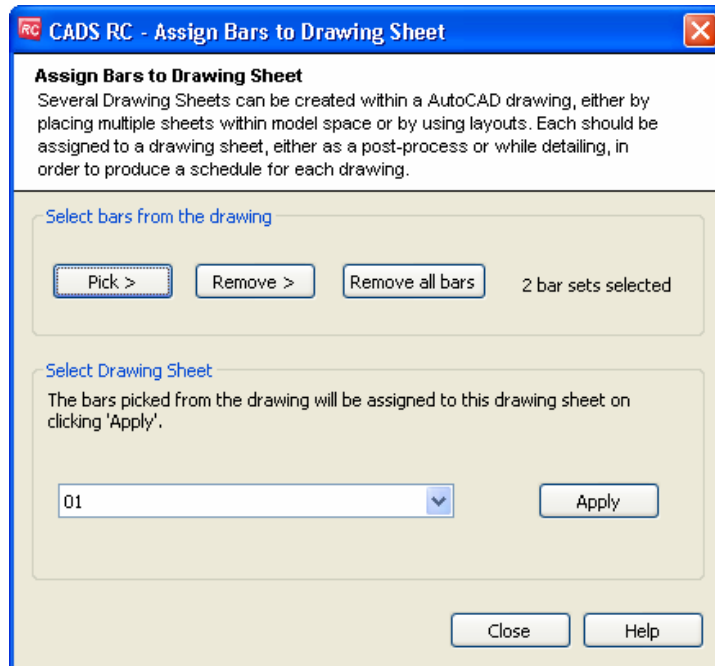 RC CADS RC - Assign Bars to Drawing Sheet
Assign Bars to Drawing Sheet
Several Drawing Sheets can be created within a AutoCAD drawing, either by
placing multiple sheets within model space or by using layouts. Each should be
assigned to a drawing sheet, either as a post-process or while detailing, in
order to produce a schedule for each drawing.
Select bars from the drawing
Pick > Remove > Remove all bars 2 bar sets selected
Select Drawing Sheet
The bars picked from the drawing will be assigned to this drawing sheet on
clicking 'Apply'.
01 Apply
Close Help